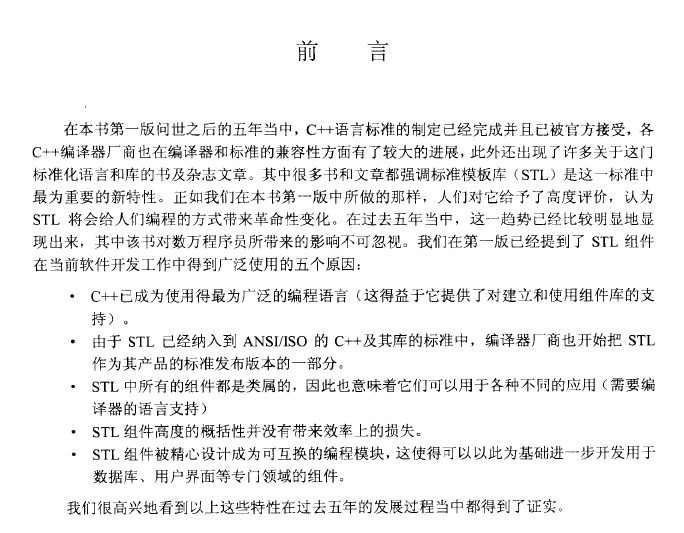 前 言
在本书第一版问世之后的五年当中，C++语言标准的制定已经完成并且已被官方接受，各
C++编译器厂商也在编译器和标准的兼容性方面有了较大的进展，此外还出现了许多关于这门
标准化语言和库的书及杂志文章。其中很多书和文章都强调标准模板库（STL）是这一标准中
最为重要的新特性。正如我们在本书第一版中所做的那样，人们对它给予了高度评价，认为
STL 将会给人们编程的方式带来革命性变化。在过去五年当中，这一趋势已经比较明显地显
现出来，其中该书对数万程序员所带来的影响不可忽视。我们在第一版已经提到了 STL 组件
在当前软件开发工作中得到广泛使用的五个原因：
• C++已成为使用得最为广泛的编程语言（这得益于它提供了对建立和使用组件库的支
持）。
• 由于 STL 已经纳入到 ANSI/ISO 的 C++及其库的标准中，编译器厂商也开始把 STL
作为其产品的标准发布版本的一部分。
• STL 中所有的组件都是类属的，因此也意味着它们可以用于各种不同的应用（需要编
译器的语言支持）
• STL 组件高度的概括性并没有带来效率上的损失。
• STL 组件被精心设计成为可互换的编程模块，这使得可以以此为基础进一步开发用于
数据库、用户界面等专门领域的组件。
我们很高兴地看到以上这些特性在过去五年的发展过程当中都得到了证实。